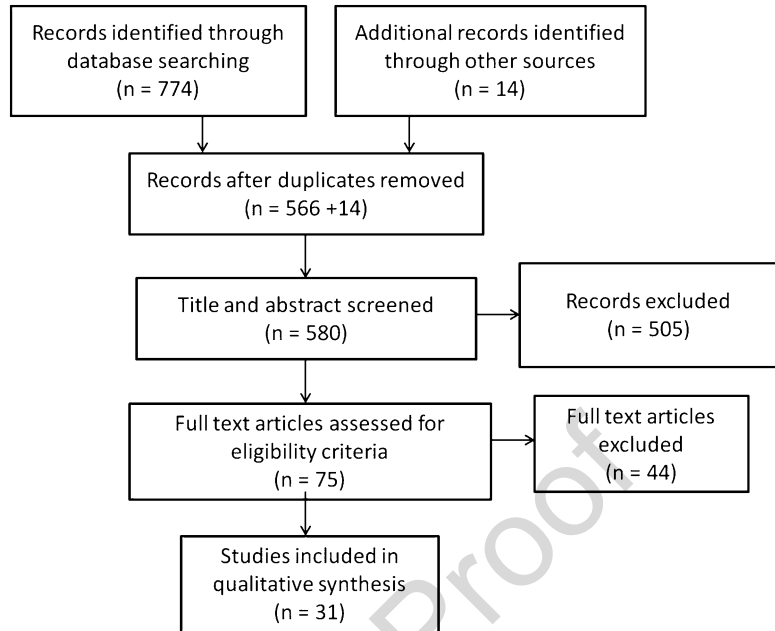 Records identified through
database searching
(n = 774)
Additional records identified
through other sources
(n = 14)
Records after duplicates removed
(n = 566 +14)
Title and abstract screened
(n = 580)
Records excluded
(n = 505)
Full text articles assessed for
eligibility criteria
(n = 75)
Full text articles
excluded
(n = 44)
Studies included in
qualitative synthesis
(n = 31)
Proof